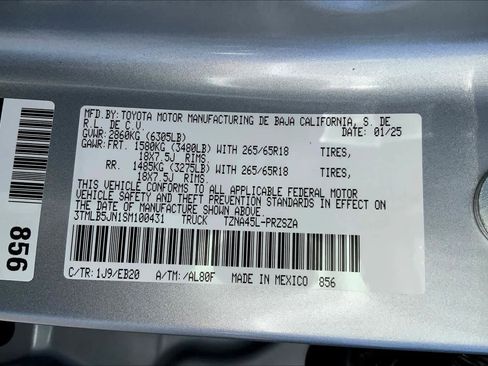 MFD.BY:TOYOTA MOTOR MANUFACTURING DE BAJA CALIFORNIA, S. DE
R.L. DE C.V. DATE: 01/25
GVWR: 2860KG (6305LB)
GAWR:FRT. 1580KG (3480LB) WITH 265/65R18 TIRES,
18X7.5J RIMS.
RR. 1485KG (3275LB) WITH 265/65R18 TIRES,
18X7.5J RIMS.
THIS VEHICLE CONFORMS TO ALL APPLICABLE FEDERAL MOTOR
VEHICLE SAFETY AND THEFT PREVENTION STANDARDS IN EFFECT ON
THE DATE OF MANUFACTURE SHOWN ABOVE.
3TMLB5JN1SM100431 TRUCK TZNA45L-PRZSZA
C/TR: 1J9/EB20 A/TM: /AL80F MADE IN MEXICO 856
856